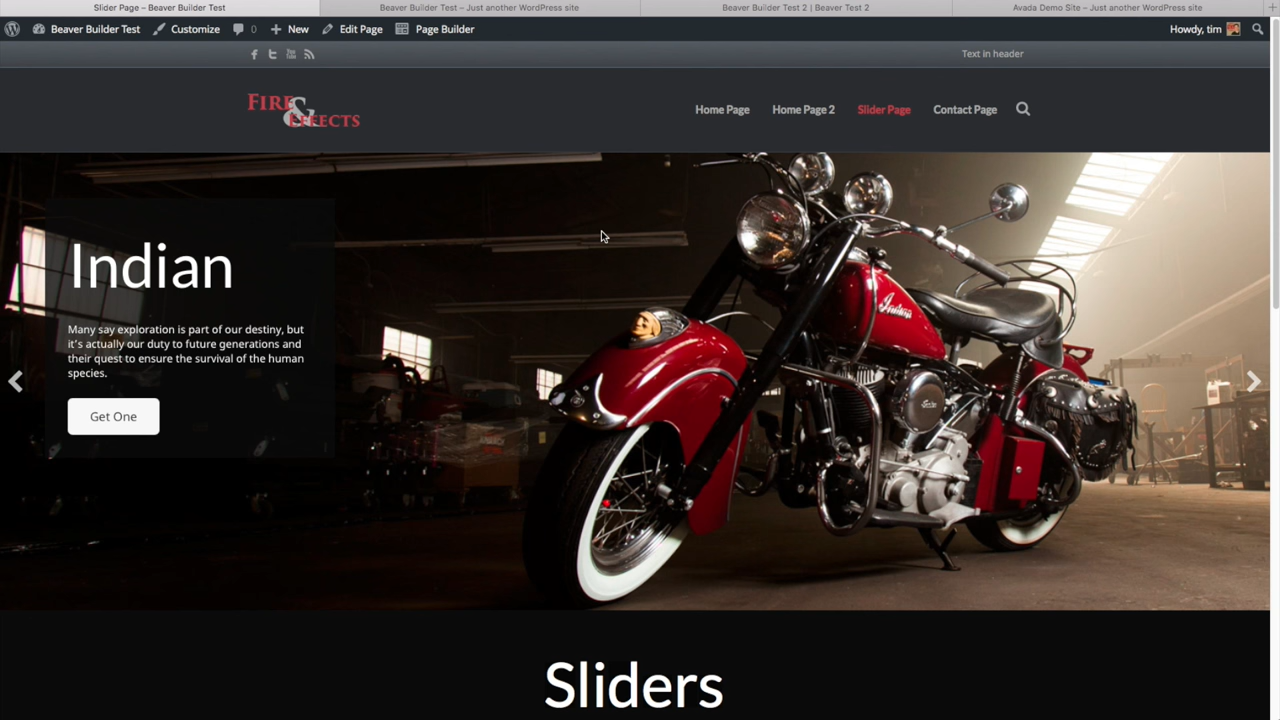 Slider Page – Beaver Builder Test
Beaver Builder Test – Just another WordPress site
Beaver Builder Test 2 | Beaver Builder Test 2
Avada Demo Site – Just another WordPress site
Beaver Builder Test
Customize
0
New
Edit Page
Page Builder
Howdy, tim
You Tube
Text in header
FIRE & EFFECTS
Home Page
Home Page 2
Slider Page
Contact Page
Indian
Many say exploration is part of our destiny, but
it's actually our duty to future generations and
their quest to ensure the survival of the human
species.
Get One
Indian
Sliders